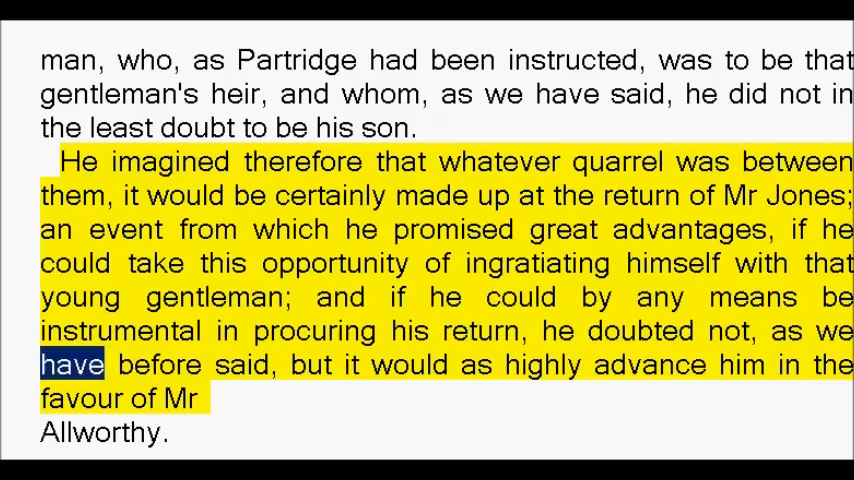 man, who, as Partridge had been instructed, was to be that
gentleman's heir, and whom, as we have said, he did not in
the least doubt to be his son.
He imagined therefore that whatever quarrel was between
them, it would be certainly made up at the return of Mr Jones;
an event from which he promised great advantages, if he
could take this opportunity of ingratiating himself with that
young gentleman; and if he could by any means be
instrumental in procuring his return, he doubted not, as we
have before said, but it would as highly advance him in the
favour of Mr
Allworthy.